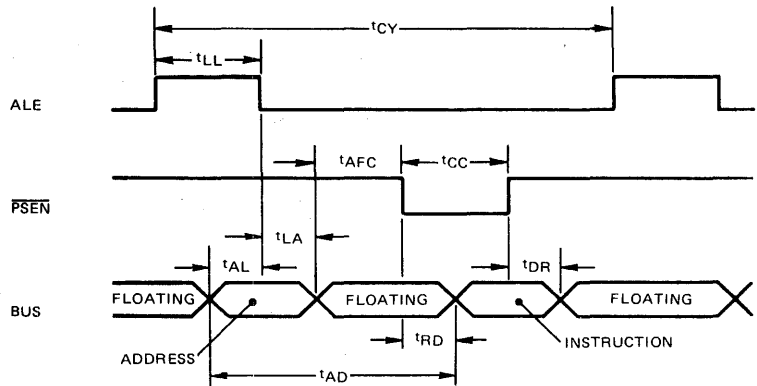 tCY
tLL
ALE
tAFC
tCC
PSEN
tLA
tAL
tDR
FLOATING
FLOATING
FLOATING
BUS
tRD
INSTRUCTION
ADDRESS
tAD